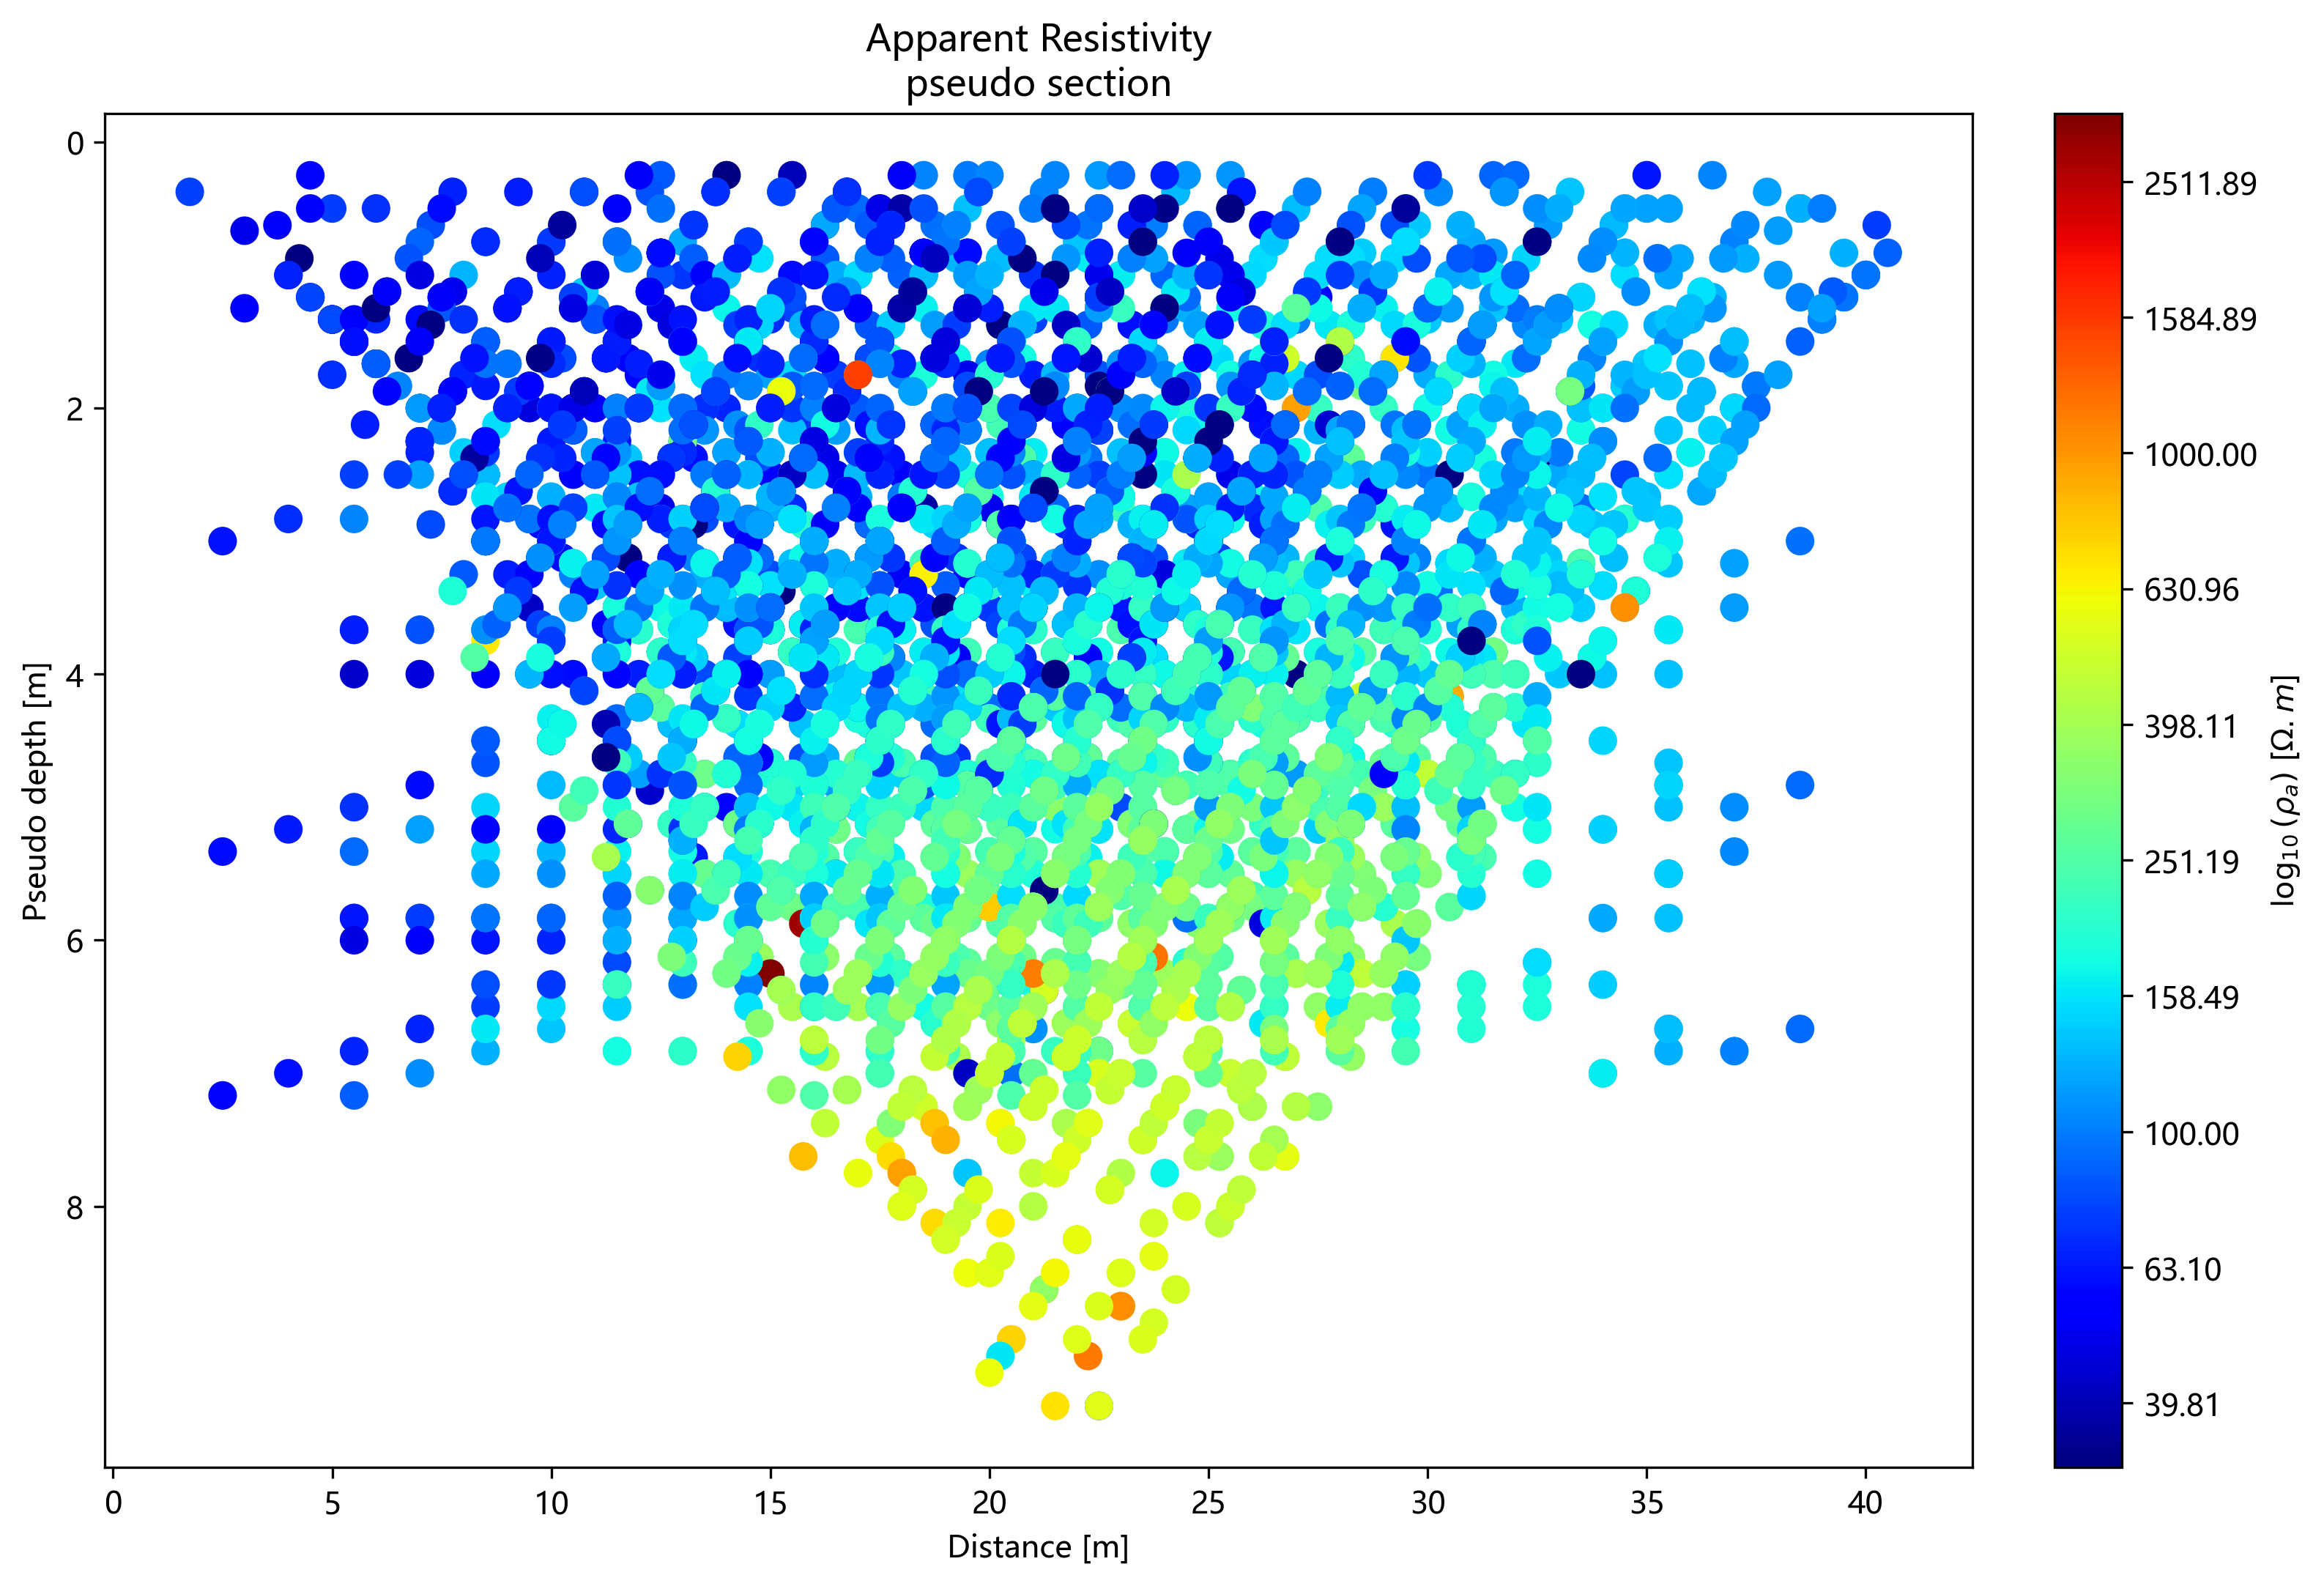 Apparent Resistivity
pseudo section
0
2
4
6
8
Pseudo depth [m]
0 5 10 15 20 25 30 35 40
Distance [m]
2511.89
1584.89
1000.00
630.96
398.11
251.19
158.49
100.00
63.10
39.81
log₁₀(ρₐ) [Ω.m]